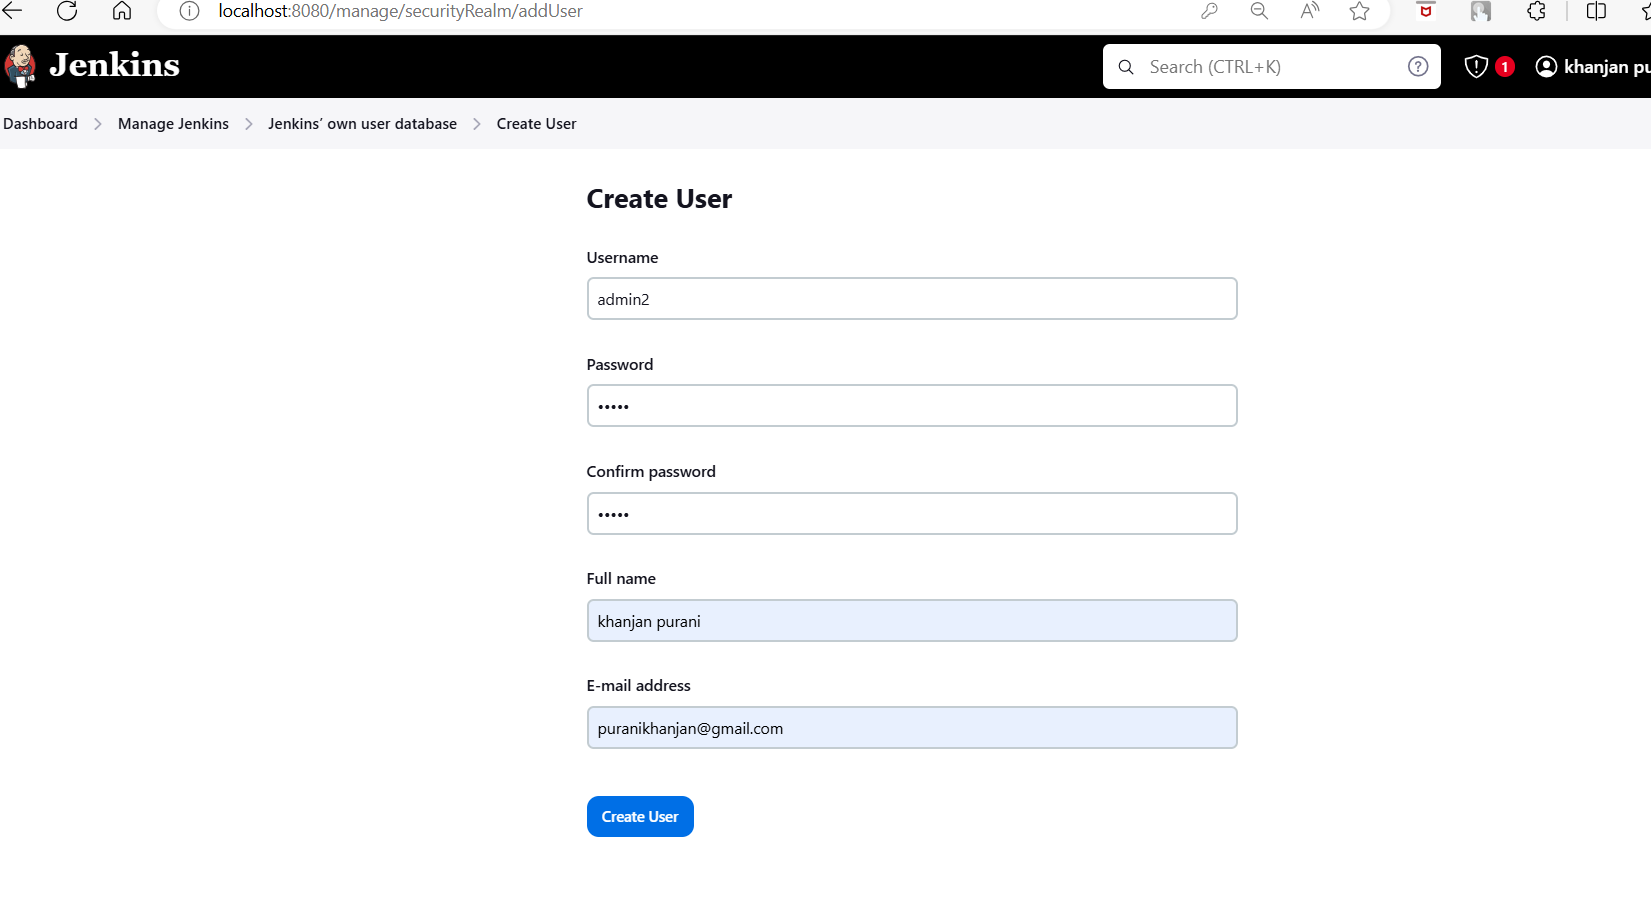 localhost:8080/manage/securityRealm/addUser
Jenkins
Search (CTRL+K)
1
khanjan pu
Dashboard > Manage Jenkins > Jenkins’ own user database > Create User
Create User
Username
admin2
Password
•••••
Confirm password
•••••
Full name
khanjan purani
E-mail address
puranikhanjan@gmail.com
Create User